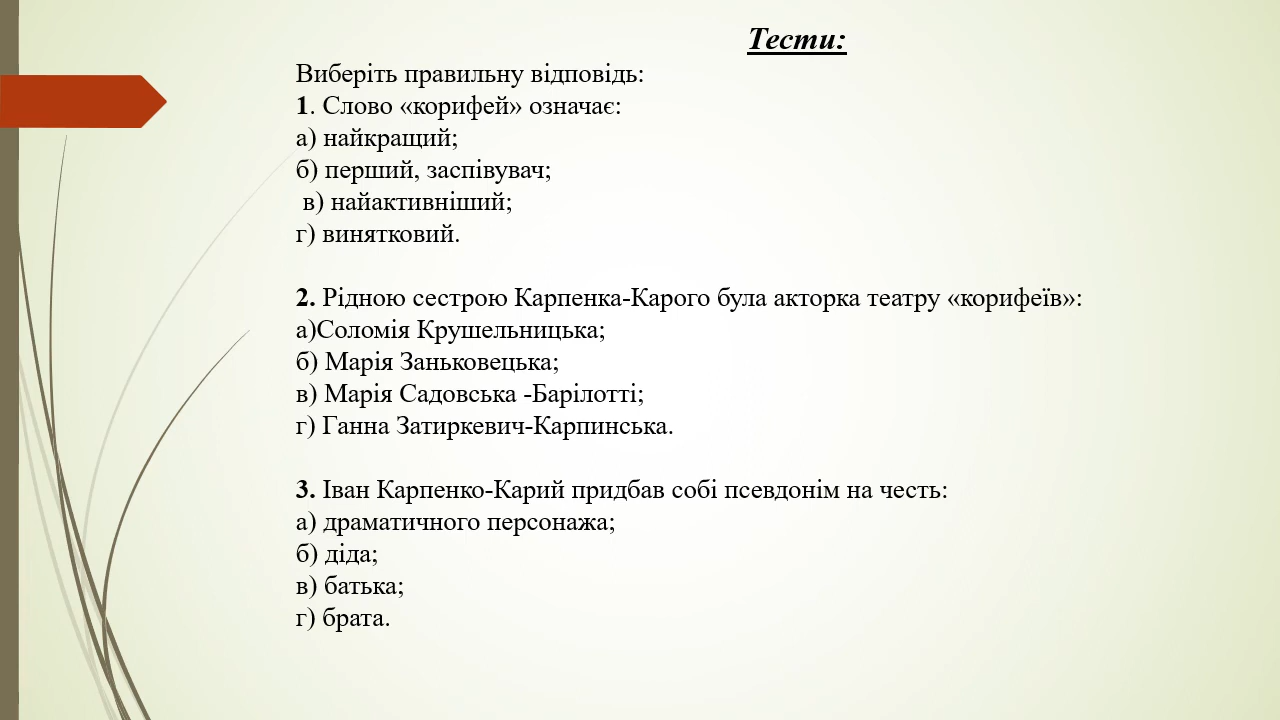 Тести:
Виберіть правильну відповідь:
1. Слово «корифей» означає:
а) найкращий;
б) перший, заспівувач;
в) найактивніший;
г) винятковий.
2. Рідною сестрою Карпенка-Карого була акторка театру «корифеїв»:
а)Соломія Крушельницька;
б) Марія Заньковецька;
в) Марія Садовська -Барілотті;
г) Ганна Затиркевич-Карпинська.
3. Іван Карпенко-Карий придбав собі псевдонім на честь:
а) драматичного персонажа;
б) діда;
в) батька;
г) брата.